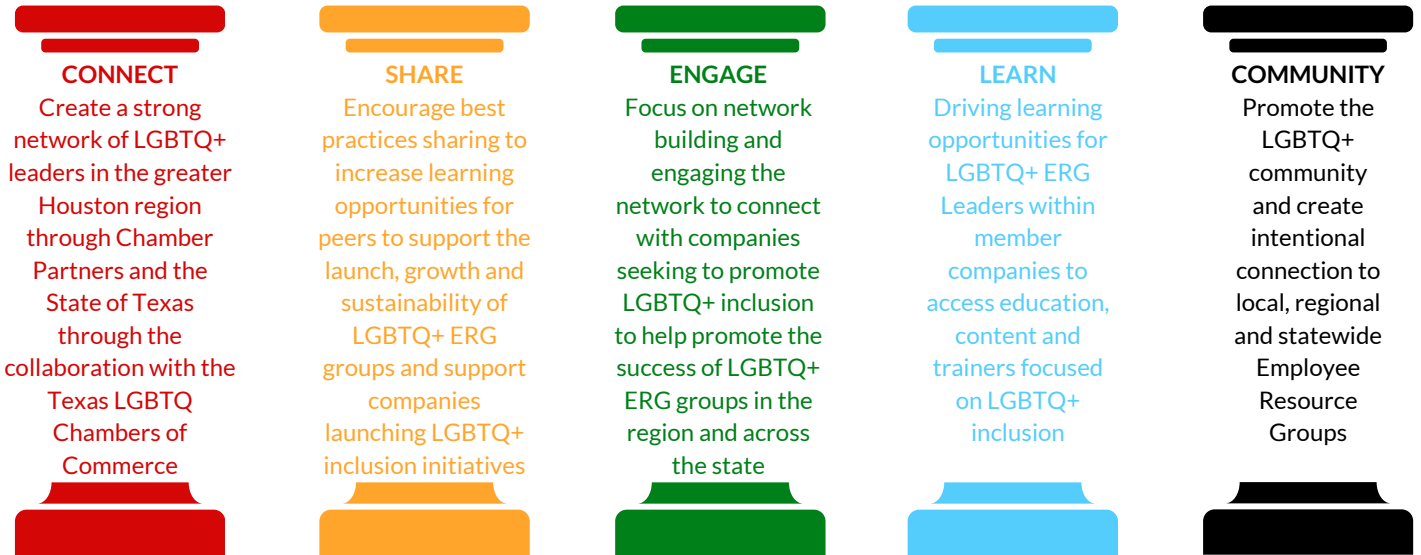 CONNECT
Create a strong
network of LGBTQ+
leaders in the greater
Houston region
through Chamber
Partners and the
State of Texas
through the
collaboration with the
Texas LGBTQ
Chambers of
Commerce
SHARE
Encourage best
practices sharing to
increase learning
opportunities for
peers to support the
launch, growth and
sustainability of
LGBTQ+ ERG
groups and support
companies
launching LGBTQ+
inclusion initiatives
ENGAGE
Focus on network
building and
engaging the
network to connect
with companies
seeking to promote
LGBTQ+ inclusion
to help promote the
success of LGBTQ+
ERG groups in the
region and across
the state
LEARN
Driving learning
opportunities for
LGBTQ+ ERG
Leaders within
member
companies to
access education,
content and
trainers focused
on LGBTQ+
inclusion
COMMUNITY
Promote the
LGBTQ+
community
and create
intentional
connection to
local, regional
and statewide
Employee
Resource
Groups